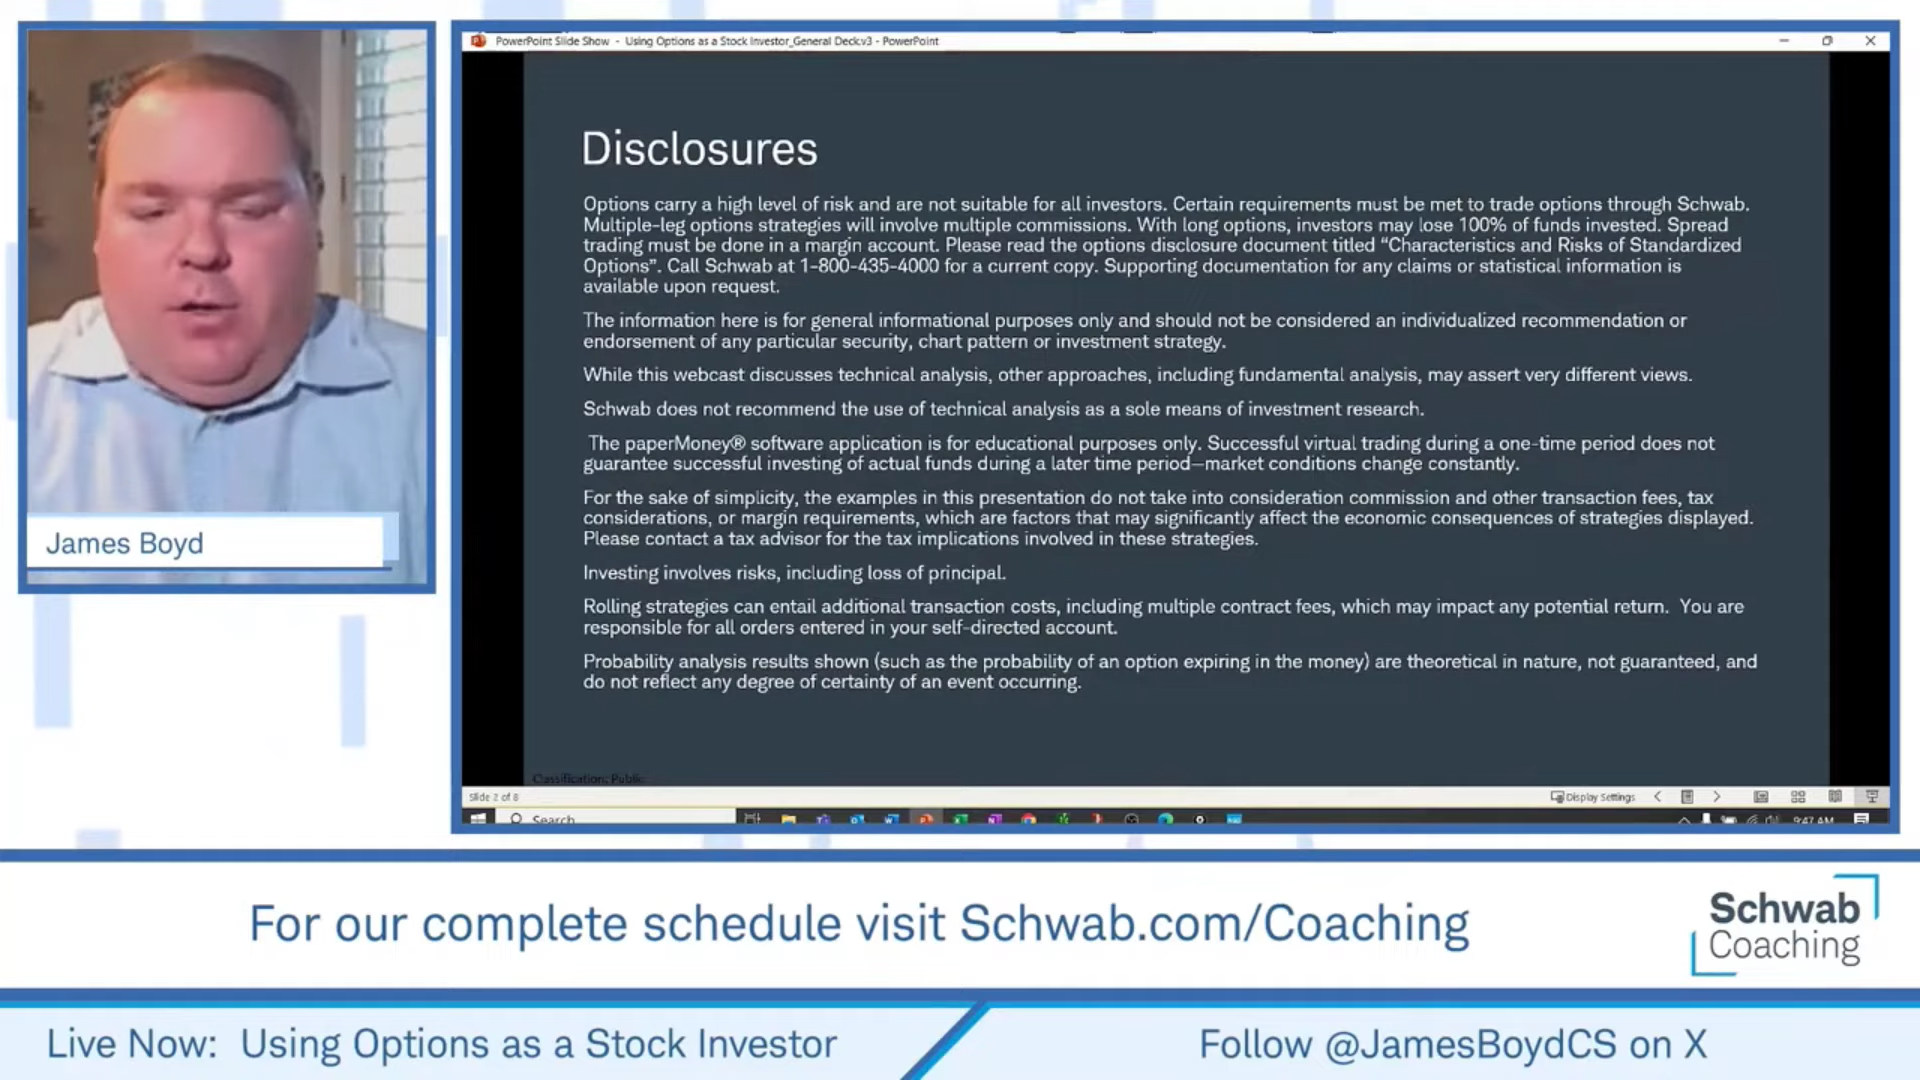 PowerPoint Slide Show - Using Options as a Stock Investor_General Deck.v3 - PowerPoint
Disclosures
Options carry a high level of risk and are not suitable for all investors. Certain requirements must be met to trade options through Schwab.
Multiple-leg options strategies will involve multiple commissions. With long options, investors may lose 100% of funds invested. Spread
trading must be done in a margin account. Please read the options disclosure document titled “Characteristics and Risks of Standardized
Options”. Call Schwab at 1-800-435-4000 for a current copy. Supporting documentation for any claims or statistical information is
available upon request.
The information here is for general informational purposes only and should not be considered an individualized recommendation or
endorsement of any particular security, chart pattern or investment strategy.
While this webcast discusses technical analysis, other approaches, including fundamental analysis, may assert very different views.
Schwab does not recommend the use of technical analysis as a sole means of investment research.
The paperMoney® software application is for educational purposes only. Successful virtual trading during a one-time period does not
guarantee successful investing of actual funds during a later time period—market conditions change constantly.
For the sake of simplicity, the examples in this presentation do not take into consideration commission and other transaction fees, tax
considerations, or margin requirements, which are factors that may significantly affect the economic consequences of strategies displayed.
Please contact a tax advisor for the tax implications involved in these strategies.
Investing involves risks, including loss of principal.
Rolling strategies can entail additional transaction costs, including multiple contract fees, which may impact any potential return. You are
responsible for all orders entered in your self-directed account.
Probability analysis results shown (such as the probability of an option expiring in the money) are theoretical in nature, not guaranteed, and
do not reflect any degree of certainty of an event occurring.
Classification: Public
Slide 2 of 8
Display Settings
Search
9:47 AM
James Boyd
For our complete schedule visit Schwab.com/Coaching
Schwab
Coaching
Live Now: Using Options as a Stock Investor
Follow @JamesBoydCS on X